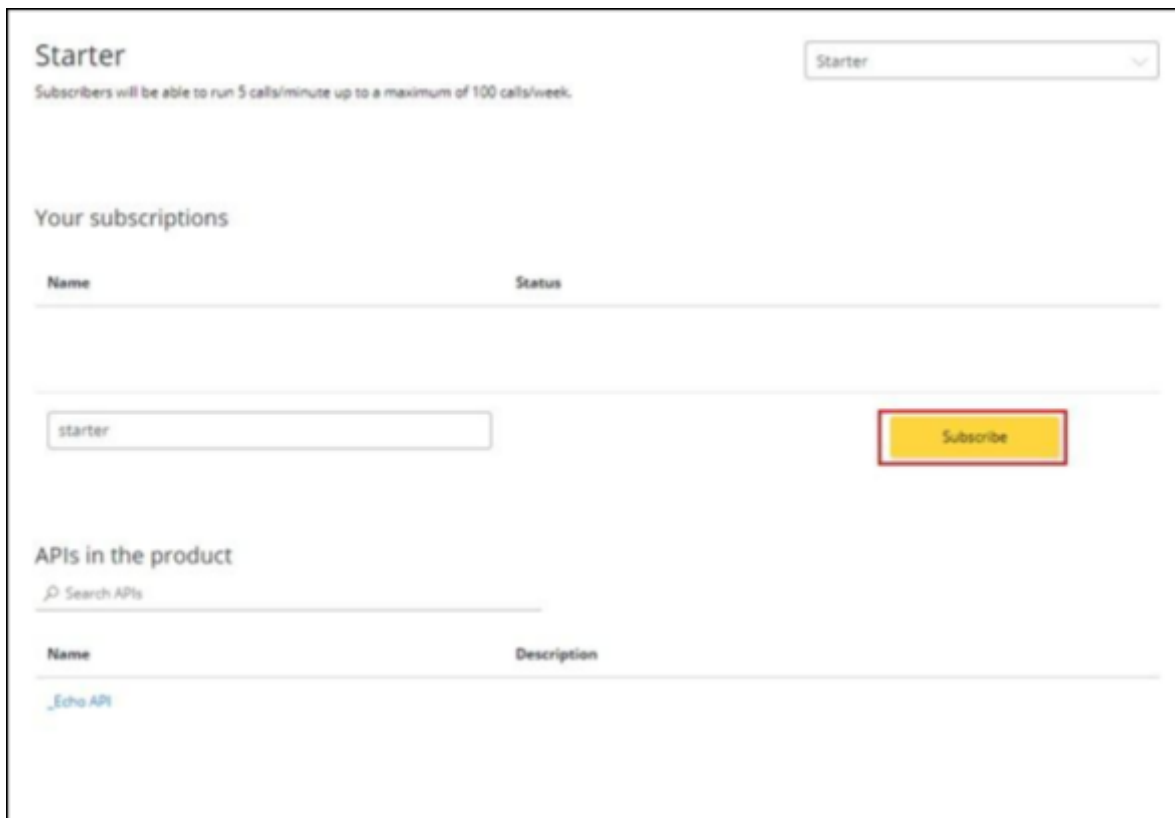 Starter
Starter
Subscribers will be able to run 5 calls/minute up to a maximum of 100 calls/week.
Your subscriptions
Name Status
starter Subscribe
APIs in the product
Search APIs
Name Description
_Echo API